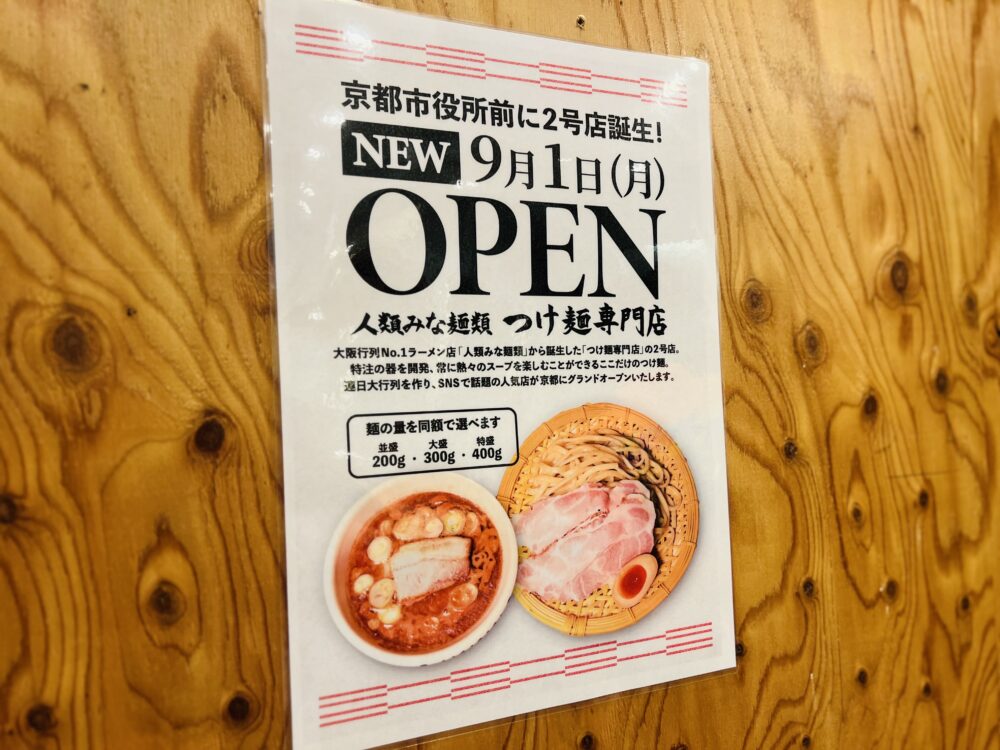 京都市役所前に2号店誕生!
NEW 9月1日(月)
OPEN
人類みな麺類 つけ麺専門店
大阪行列No.1ラーメン店「人類みな麺類」から誕生した「つけ麺専門店」の2号店。
特注の器を開発、常に熱々のスープを楽しむことができるここだけのつけ麺。
連日大行列を作り、SNSで話題の人気店が京都にグランドオープンいたします。
麺の量を同額で選べます
並盛 大盛 特盛
200g・300g・400g